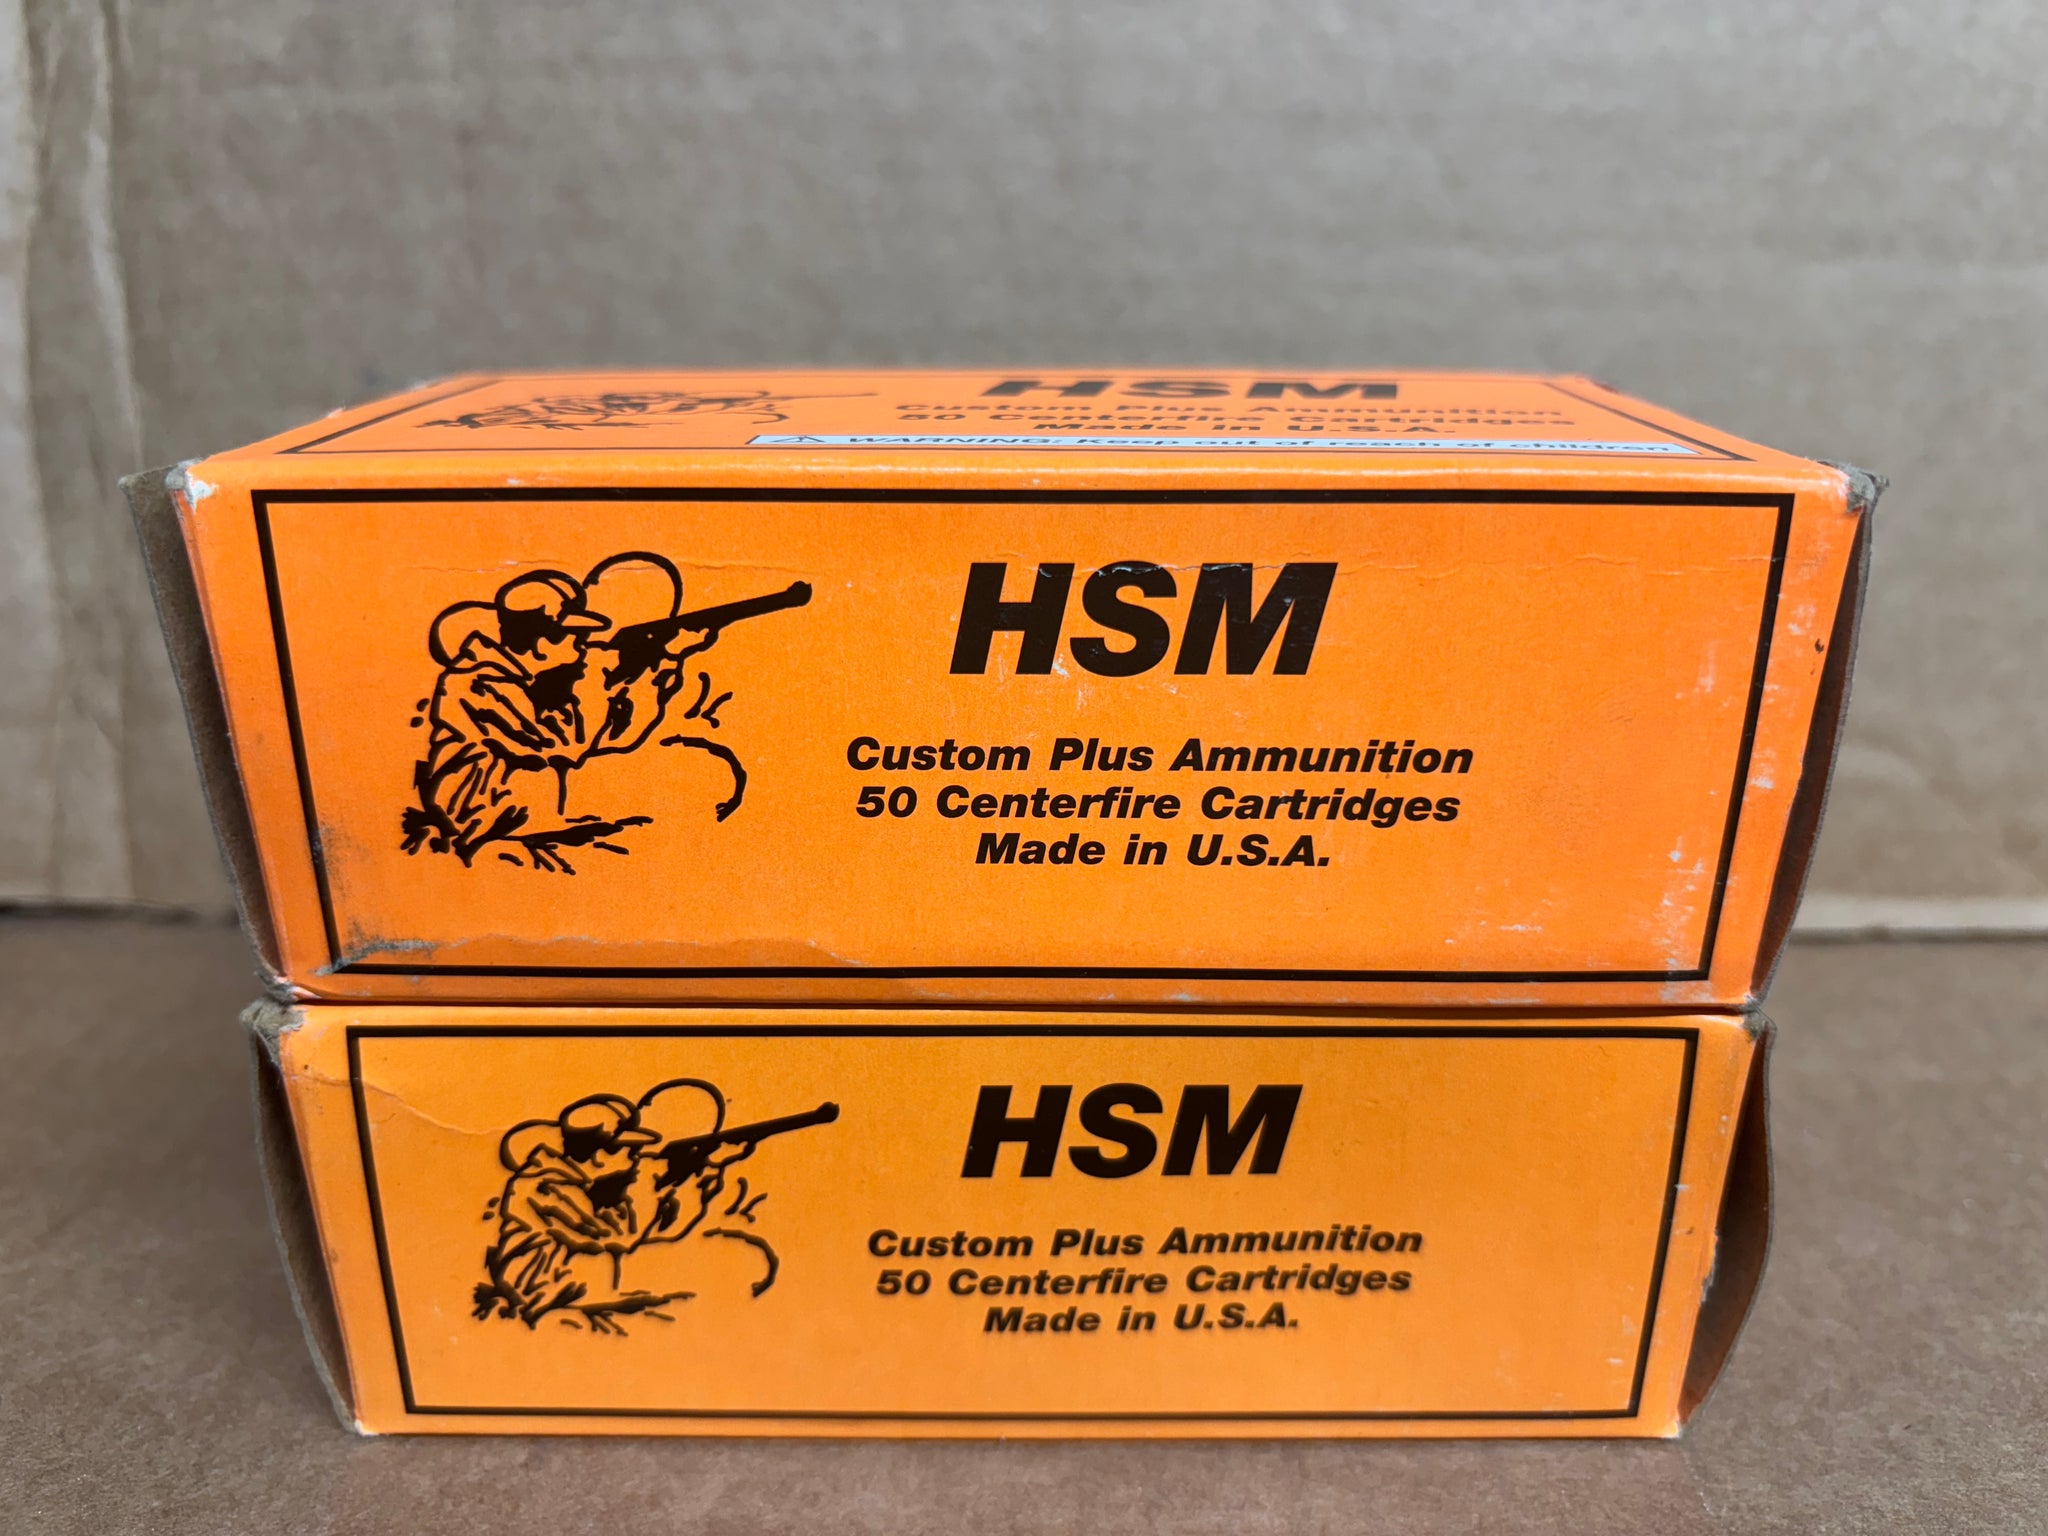 HSM
Custom Plus Ammunition
50 Centerfire Cartridges
Made in U.S.A.
WARNING: Keep out of reach of children
HSM
Custom Plus Ammunition
50 Centerfire Cartridges
Made in U.S.A.
HSM
Custom Plus Ammunition
50 Centerfire Cartridges
Made in U.S.A.